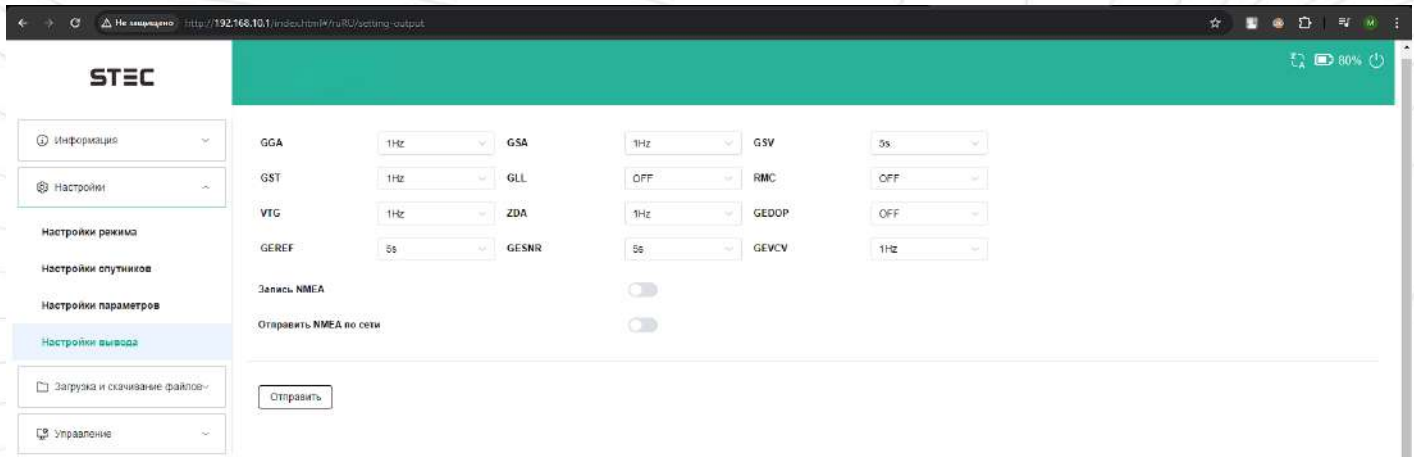 Не защищено http://192.168.10.1/index.html#/ruRU/setting-output
M
STEC
80%
Информация
GGA 1Hz GSA 1Hz GSV 5s
Настройки
GST 1Hz GLL OFF RMC OFF
VTG 1Hz ZDA 1Hz GEDOP OFF
Настройки режима
GEREF 5s GESNR 5s GEVCV 1Hz
Настройки спутников
Запись NMEA
Настройки параметров
Отправить NMEA по сети
Настройки вывода
Загрузка и скачивание файлов
Отправить
Управление